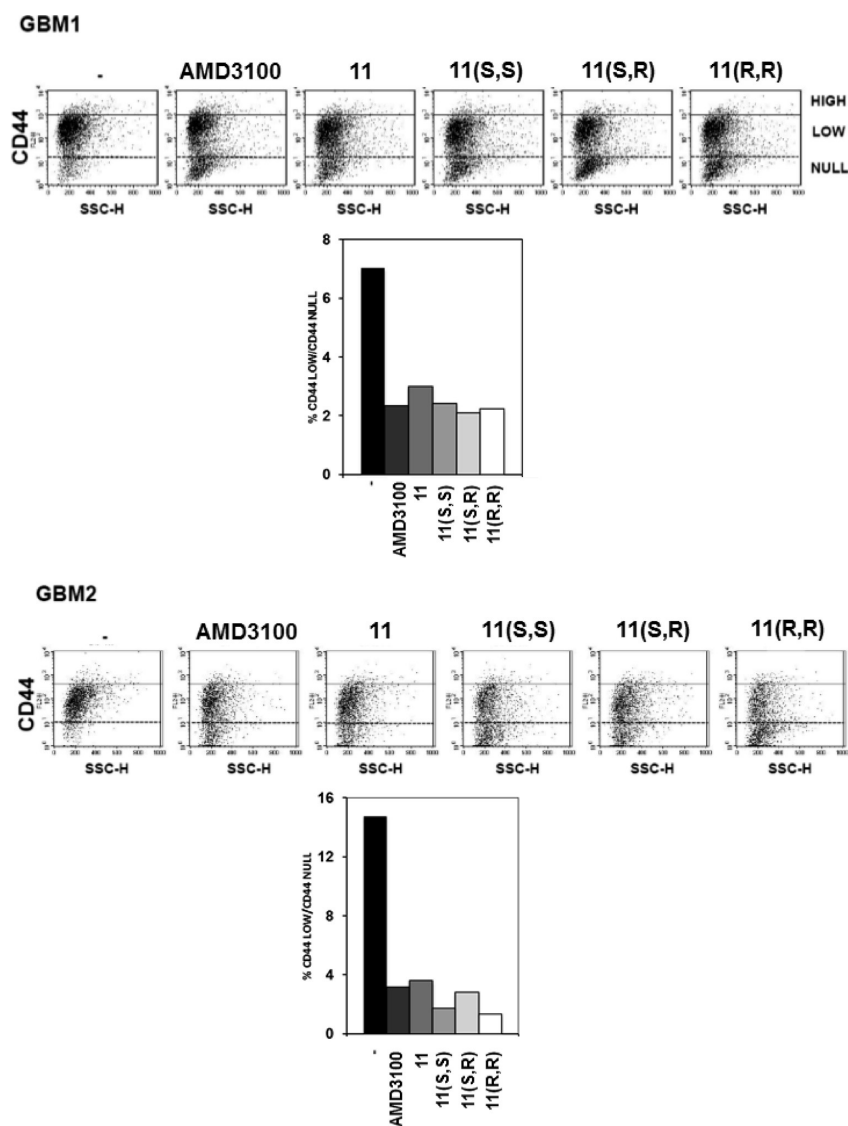 GBM1
- AMD3100 11 11(S,S) 11(S,R) 11(R,R)
HIGH
LOW
NULL
CD44
SSC-H SSC-H SSC-H SSC-H SSC-H SSC-H
% CD44 LOW/CD44 NULL
8
6
4
2
0
-
AMD3100
11
11(S,S)
11(S,R)
11(R,R)
GBM2
- AMD3100 11 11(S,S) 11(S,R) 11(R,R)
CD44
SSC-H SSC-H SSC-H SSC-H SSC-H SSC-H
% CD44 LOW/CD44 NULL
16
12
8
4
0
-
AMD3100
11
11(S,S)
11(S,R)
11(R,R)